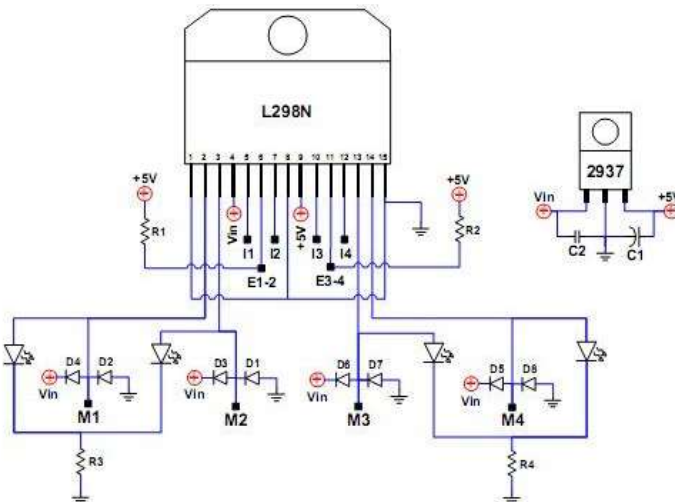 L298N
1 2 3 4 5 6 7 8 9 10 11 12 13 14 15
2937
+5V
+5V
Vin
+5V
R1
Vin
I1
I2
+5V
I3
I4
R2
C2
C1
E1-2
E3-4
D4
D2
D3
D1
D6
D7
D5
D8
Vin
M1
Vin
M2
Vin
M3
Vin
M4
R3
R4